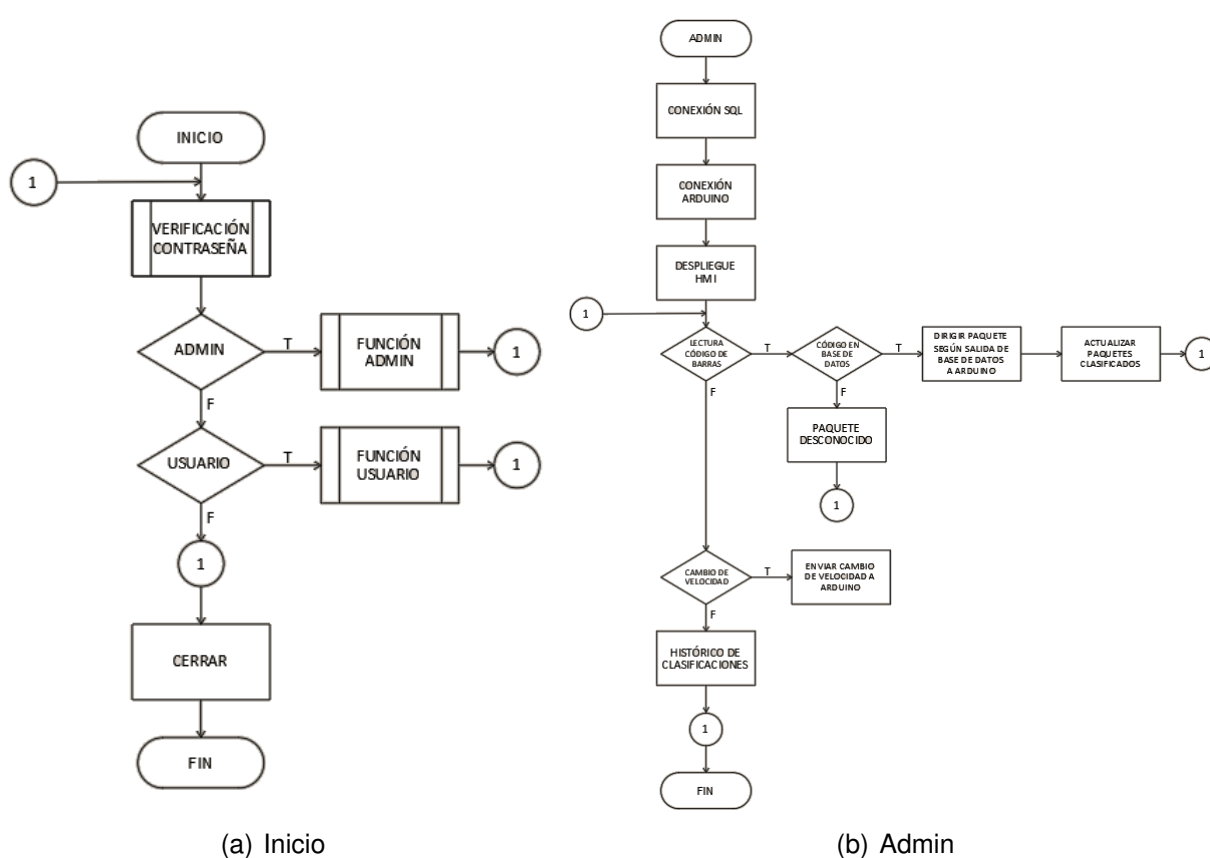 INICIO
1
VERIFICACIÓN
CONTRASEÑA
ADMIN
T
FUNCIÓN
ADMIN
1
F
USUARIO
T
FUNCIÓN
USUARIO
1
F
1
CERRAR
FIN
(a) Inicio
ADMIN
CONEXIÓN SQL
CONEXIÓN
ARDUINO
DESPLIEGUE
HMI
1
LECTURA
CÓDIGO DE
BARRAS
T
CÓDIGO EN
BASE DE
DATOS
T
DIRIGIR PAQUETE
SEGÚN SALIDA DE
BASE DE DATOS
A ARDUINO
ACTUALIZAR
PAQUETES
CLASIFICADOS
1
F
F
PAQUETE
DESCONOCIDO
1
CAMBIO DE
VELOCIDAD
T
ENVIAR CAMBIO
DE VELOCIDAD A
ARDUINO
F
HISTÓRICO DE
CLASIFICACIONES
1
FIN
(b) Admin